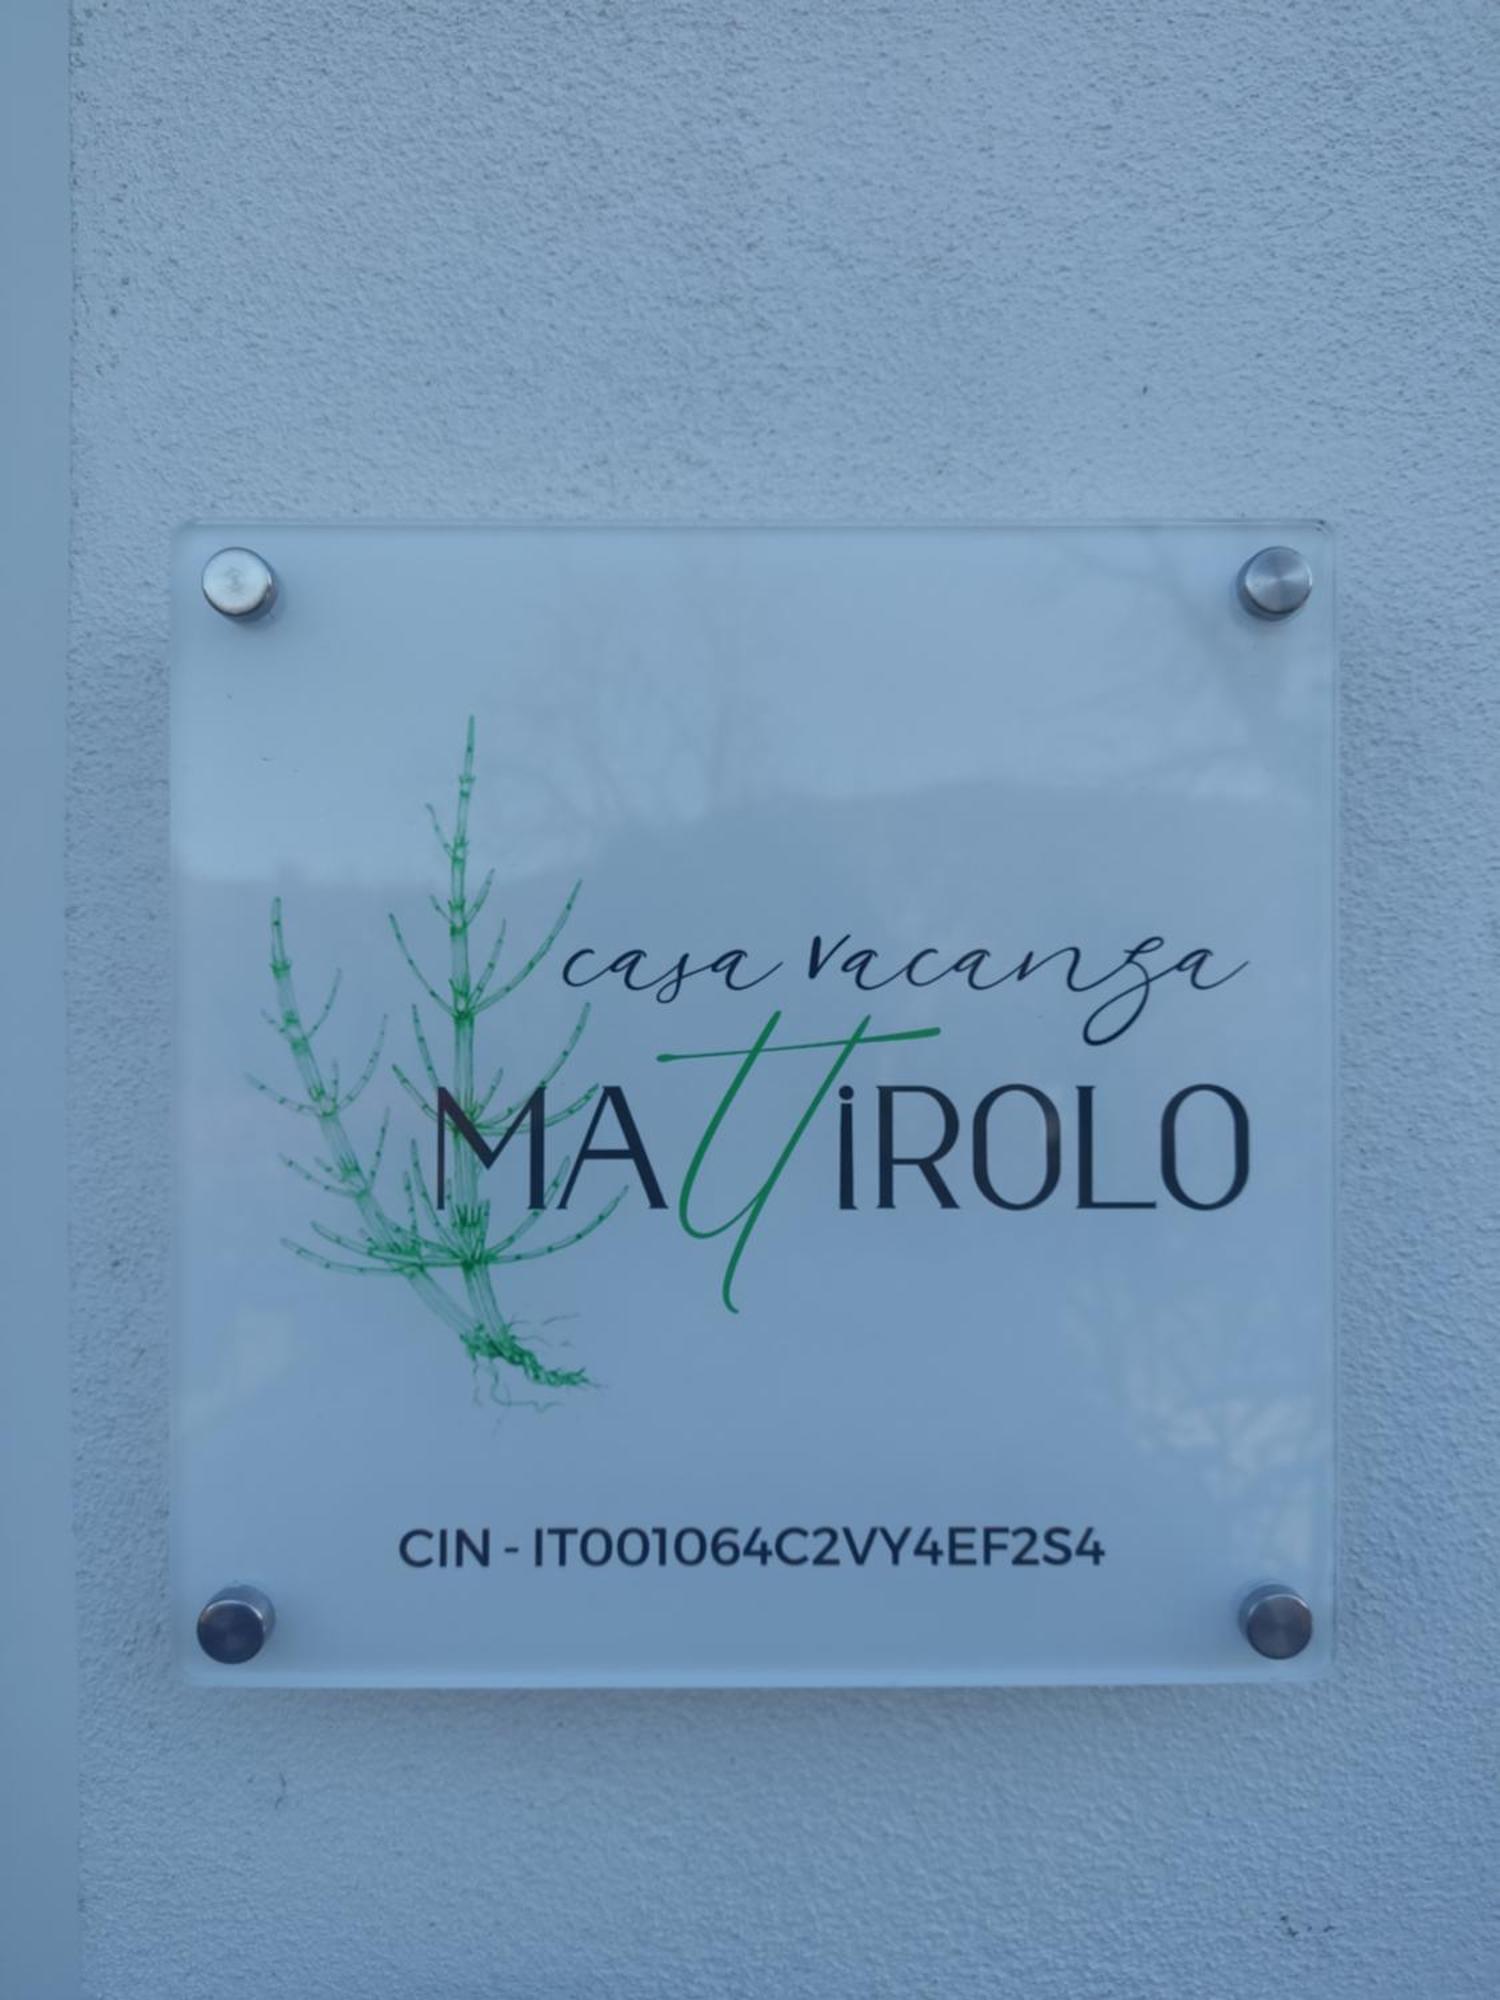 casa vacanza
MATTiROLO
CIN - IT001064C2VY4EF2S4